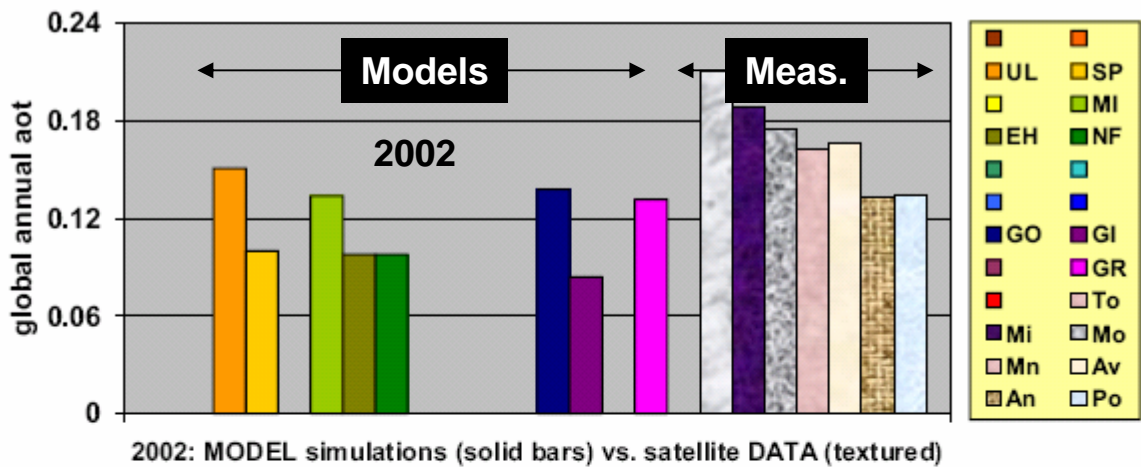 0.24
0.18
0.12
0.06
0
global annual aot
Models
Meas.
2002
2002: MODEL simulations (solid bars) vs. satellite DATA (textured)
UL SP
MI
EH NF
GO GI
GR
To
Mi Mo
Mn Av
An Po